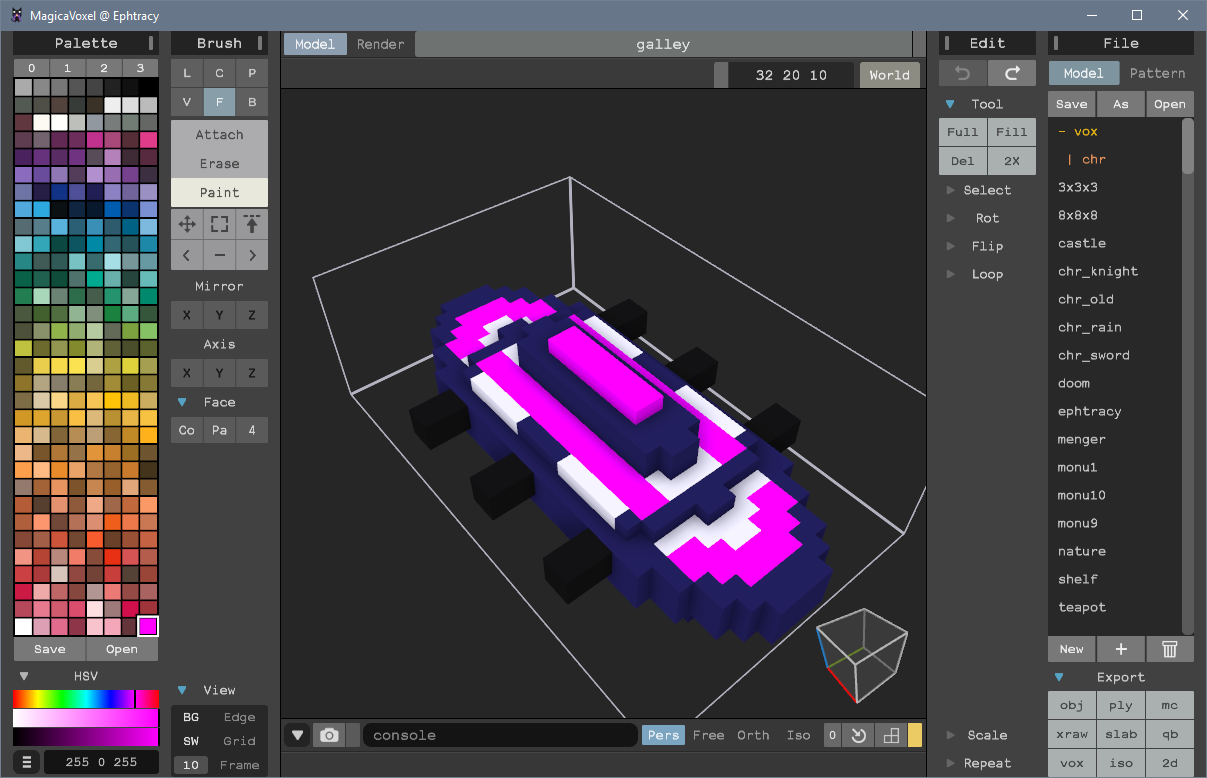 MagicaVoxel @ Ephtracy
Palette
0 1 2 3
Save Open
HSV
255 0 255
Brush
L C P
V F B
Attach
Erase
Paint
Mirror
X Y Z
Axis
X Y Z
Face
Co Pa 4
View
BG Edge
SW Grid
10 Frame
Model Render galley
32 20 10 World
console
Pers Free Orth Iso 0
Edit
Tool
Full Fill
Del 2X
Select
Rot
Flip
Loop
Scale
Repeat
File
Model Pattern
Save As Open
- vox
| chr
3x3x3
8x8x8
castle
chr_knight
chr_old
chr_rain
chr_sword
doom
ephtracy
menger
monu1
monu10
monu9
nature
shelf
teapot
New +
Export
obj ply mc
xraw slab qb
vox iso 2d